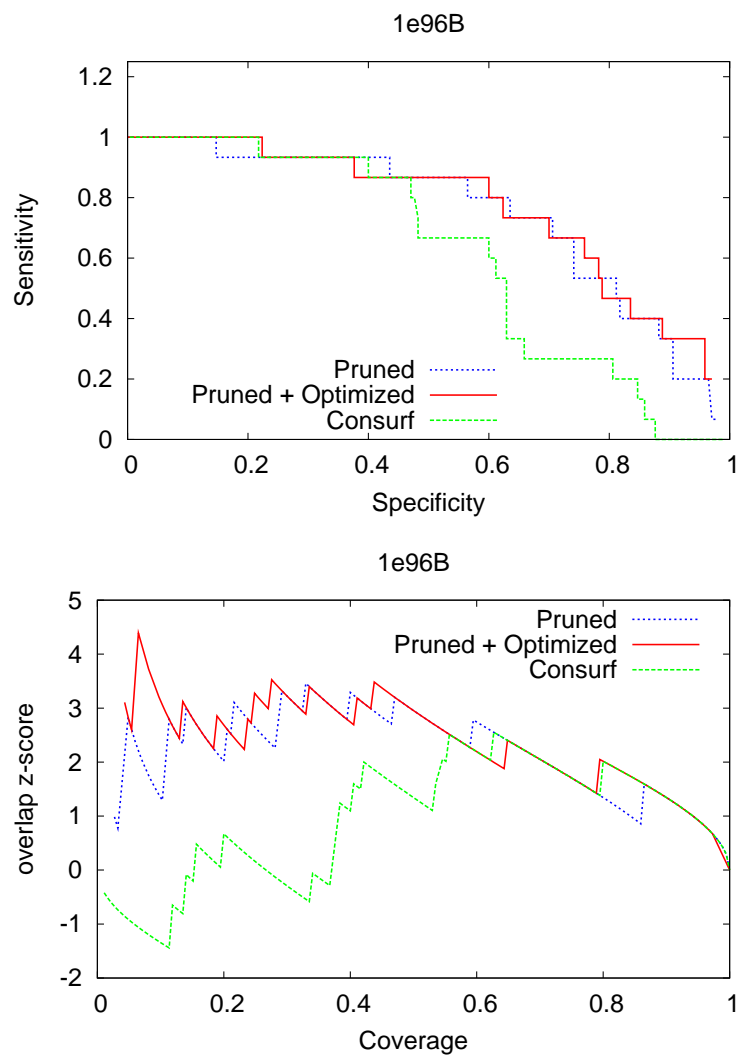 1e96B
1.2
1
0.8
0.6
0.4
0.2
0
Sensitivity
Pruned
Pruned + Optimized
Consurf
0 0.2 0.4 0.6 0.8 1
Specificity
1e96B
5
4
3
2
1
0
-1
-2
overlap z-score
Pruned
Pruned + Optimized
Consurf
0 0.2 0.4 0.6 0.8 1
Coverage